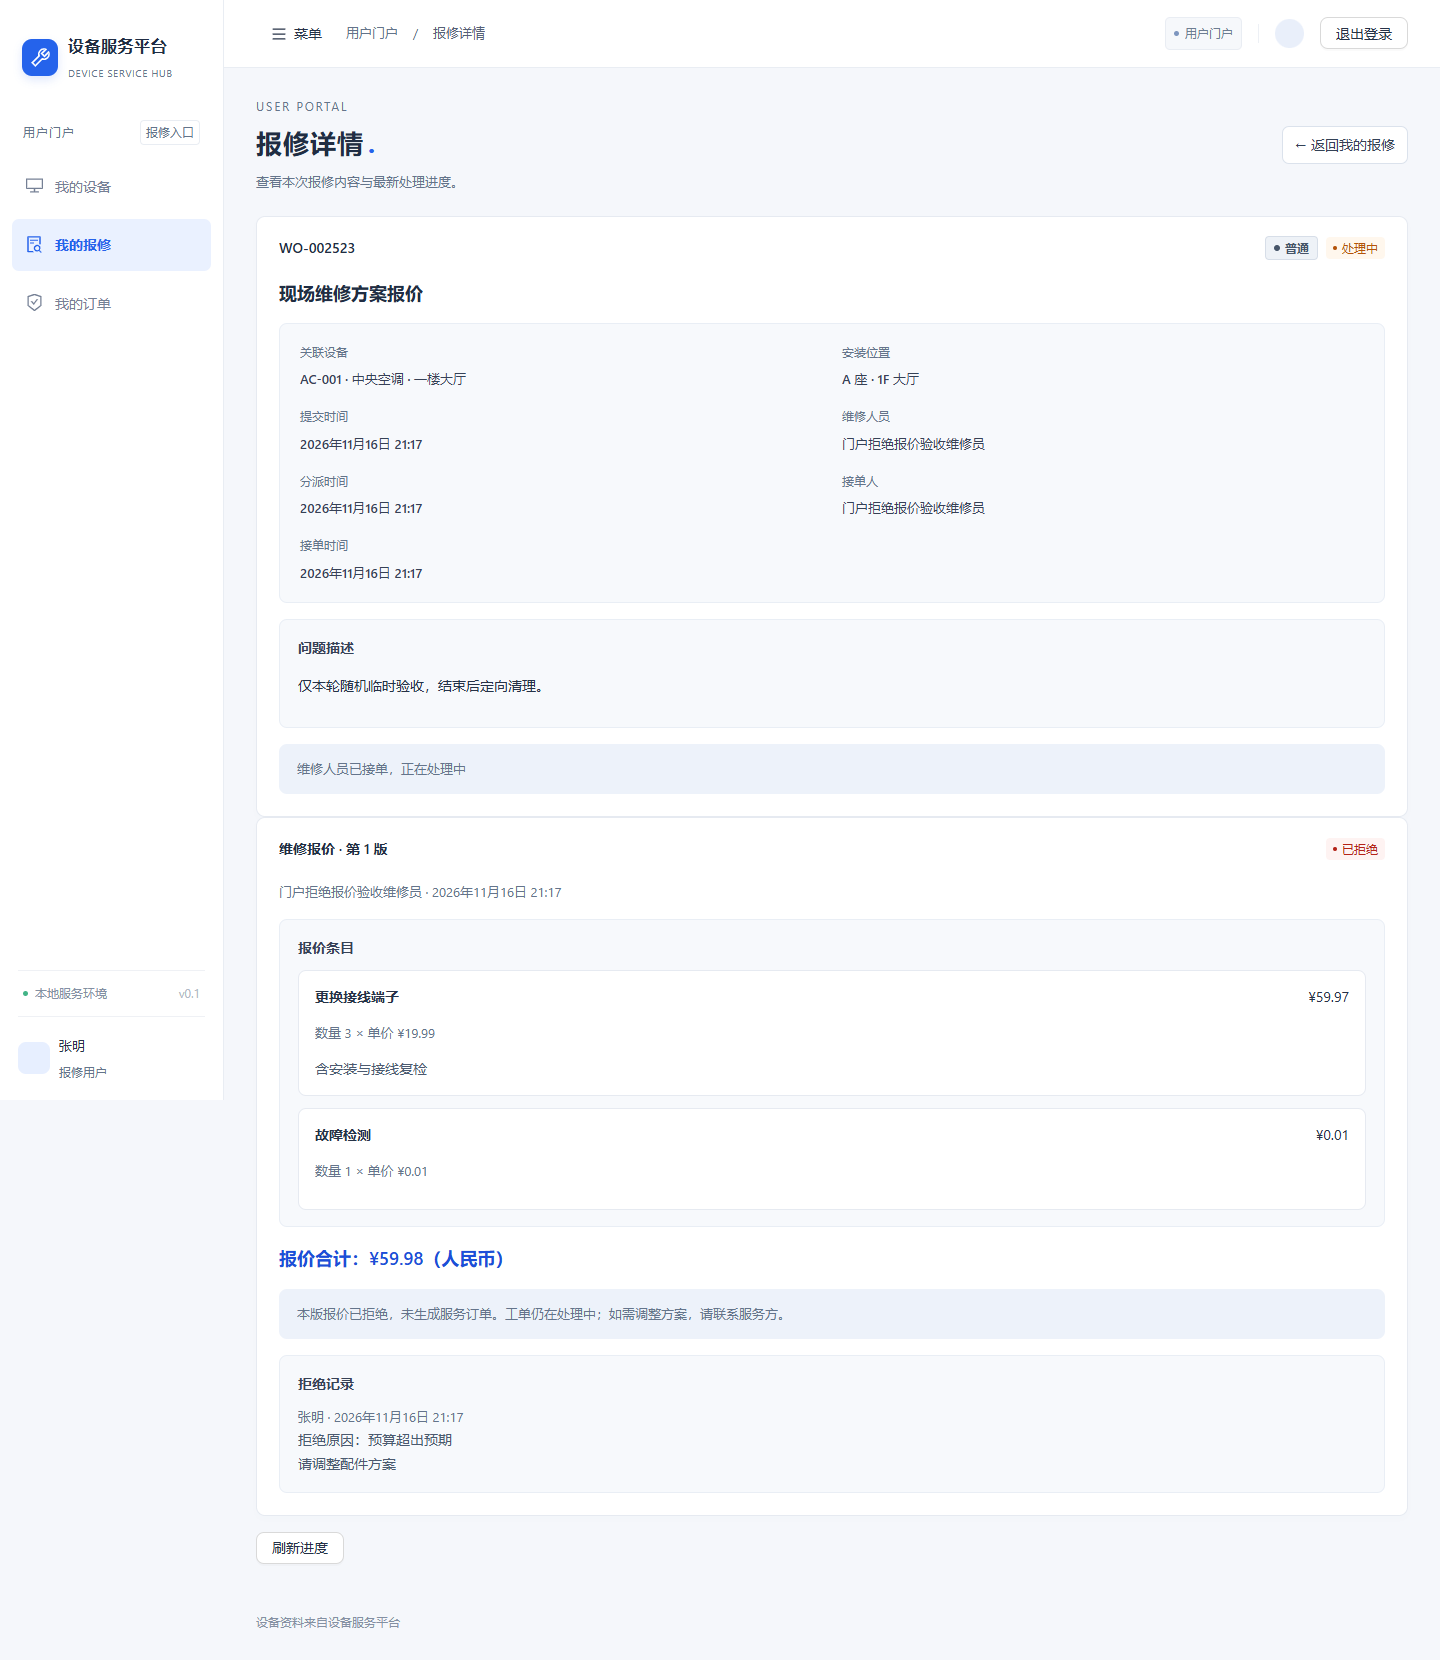 设备服务平台
DEVICE SERVICE HUB
用户门户
报修入口
我的设备
我的报修
我的订单
本地服务环境
v0.1
张明
报修用户
菜单
用户门户 / 报修详情
用户门户
退出登录
USER PORTAL
报修详情.
查看本次报修内容与最新处理进度。
← 返回我的报修
WO-002523
普通
处理中
现场维修方案报价
关联设备
AC-001 · 中央空调 · 一楼大厅
安装位置
A 座 · 1F 大厅
提交时间
2026年11月16日 21:17
维修人员
门户拒绝报价验收维修员
分派时间
2026年11月16日 21:17
接单人
门户拒绝报价验收维修员
接单时间
2026年11月16日 21:17
问题描述
仅本轮随机临时验收，结束后定向清理。
维修人员已接单，正在处理中
维修报价 · 第 1 版
已拒绝
门户拒绝报价验收维修员 · 2026年11月16日 21:17
报价条目
更换接线端子
¥59.97
数量 3 × 单价 ¥19.99
含安装与接线复检
故障检测
¥0.01
数量 1 × 单价 ¥0.01
报价合计：¥59.98（人民币）
本版报价已拒绝，未生成服务订单。工单仍在处理中；如需调整方案，请联系服务方。
拒绝记录
张明 · 2026年11月16日 21:17
拒绝原因：预算超出预期
请调整配件方案
刷新进度
设备资料来自设备服务平台